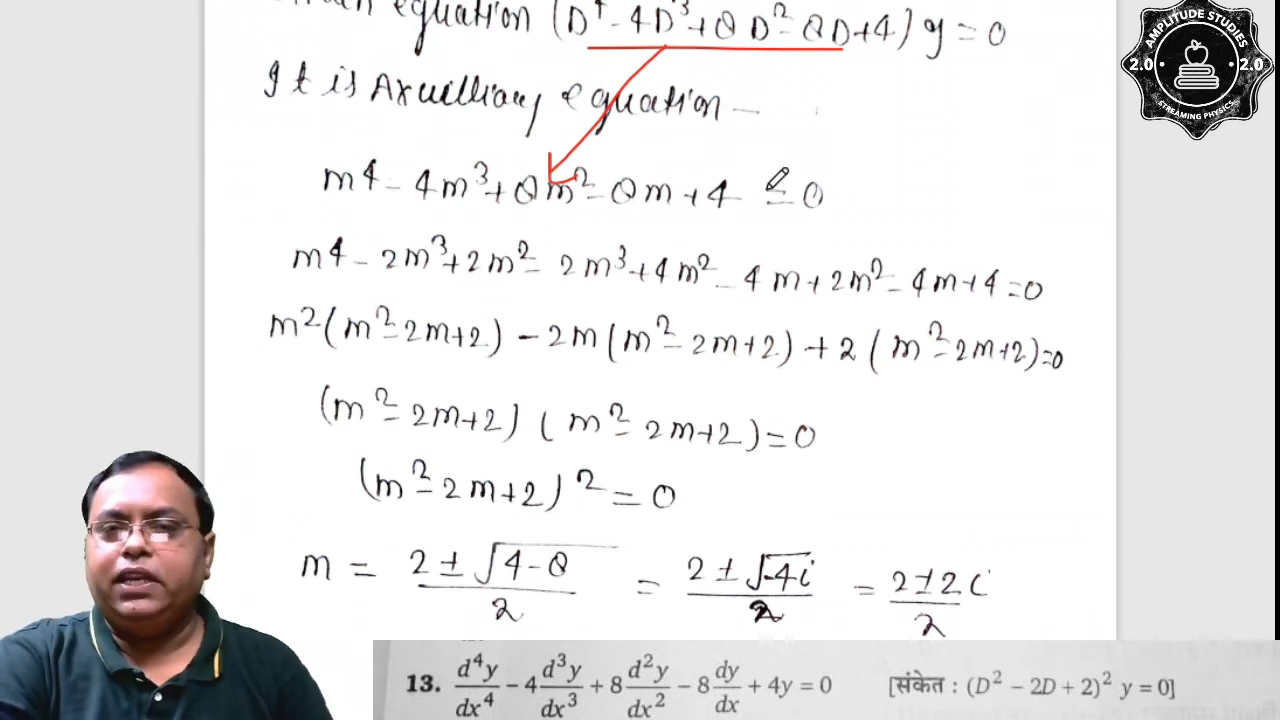 equation (D⁴ - 4D³ + 8D² - 8D + 4) y = 0
It is Axuilliary equation —
m4 - 4m³ + 8m² - 8m + 4 = 0
m4 - 2m³ + 2m² - 2m³ + 4m² - 4m + 2m² - 4m + 4 = 0
m²(m² - 2m + 2) - 2m(m² - 2m + 2) + 2(m² - 2m + 2) = 0
(m² - 2m + 2) (m² - 2m + 2) = 0
(m² - 2m + 2)² = 0
m = (2 ± √(4 - 8))/2 = (2 ± √-4i)/2 = (2 ± 2i)/2
13. d⁴y/dx⁴ - 4 d³y/dx³ + 8 d²y/dx² - 8 dy/dx + 4y = 0 [संकेत : (D² - 2D + 2)² y = 0]
AMPLITUDE STUDIES
2.0 2.0
STREAMING PHYSICS